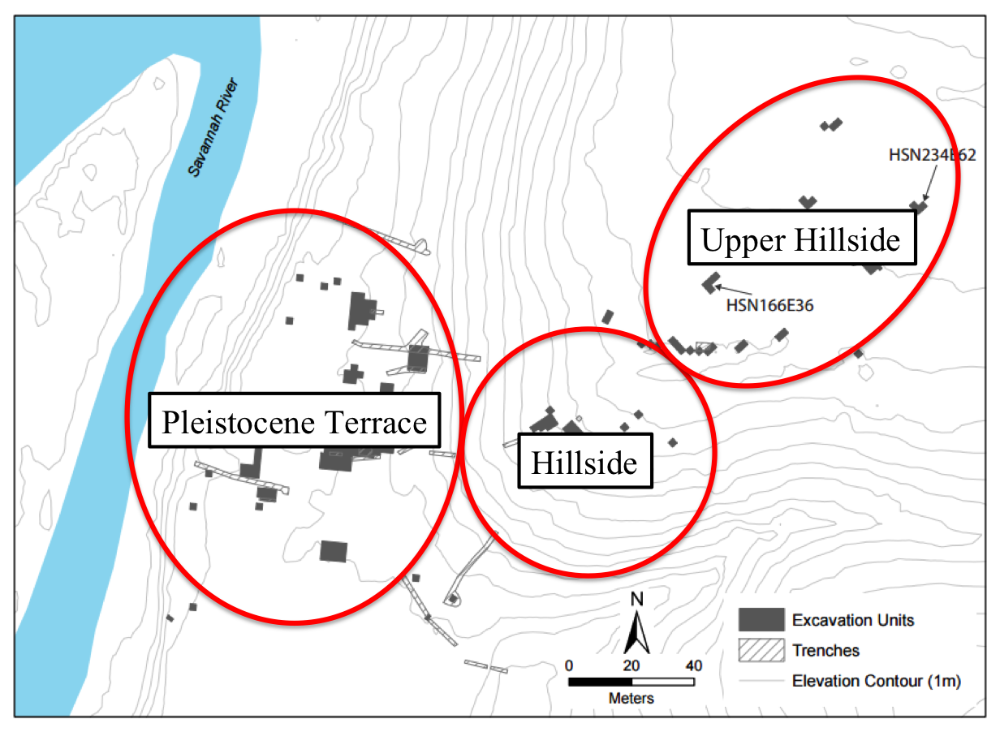 Savannah River
HSN234E62
Upper Hillside
HSN166E36
Pleistocene Terrace
Hillside
N
0 20 40
Meters
Excavation Units
Trenches
Elevation Contour (1m)